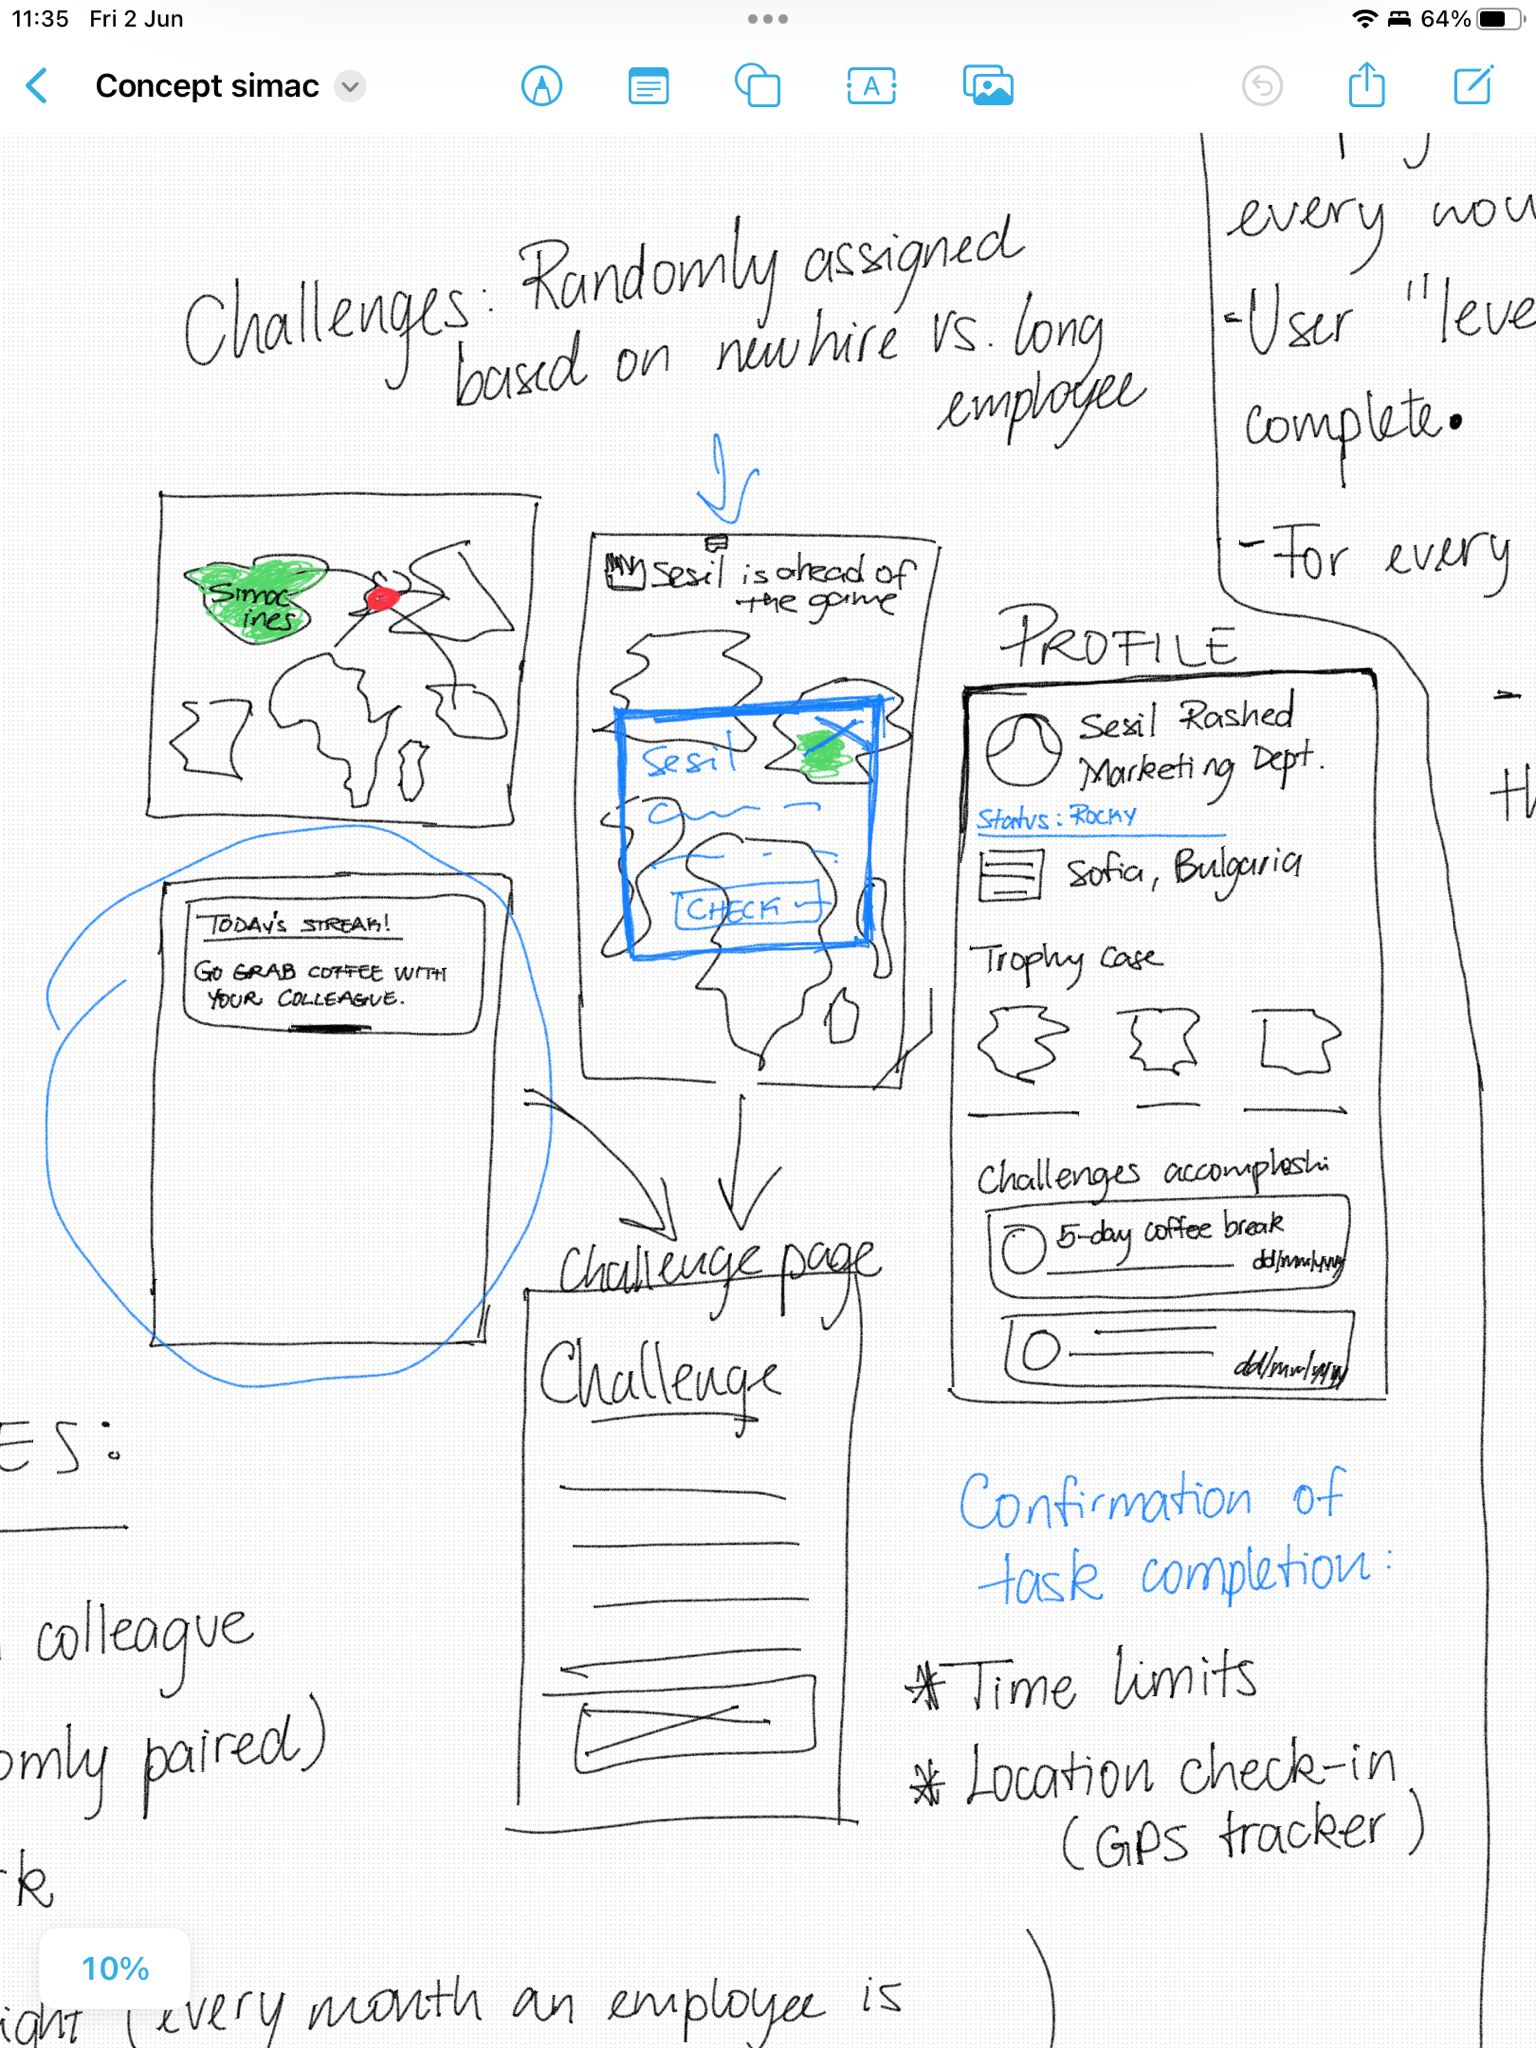 11:35 Fri 2 Jun
64%
Concept simac
A
every
- User "leve
complete.
- For every
th
Challenges: Randomly assigned
based on newhire vs. long
employee
Simac
ines
Sesil is ahead of
the game
Sesil
CHECK
TODAY'S STREAK!
GO GRAB COFFEE WITH
YOUR COLLEAGUE.
PROFILE
Sesil Rashed
Marketing Dept.
Status: ROCKY
Sofia, Bulgaria
Trophy Case
Challenges accomplishi
5-day coffee break
dd/mm/yyyy
dd/mm/yyyy
Challenge page
Challenge
ES:
colleague
omly paired)
rk
Confirmation of
task completion:
* Time limits
* Location check-in
(GPS tracker)
10%
ight (every month an employee is